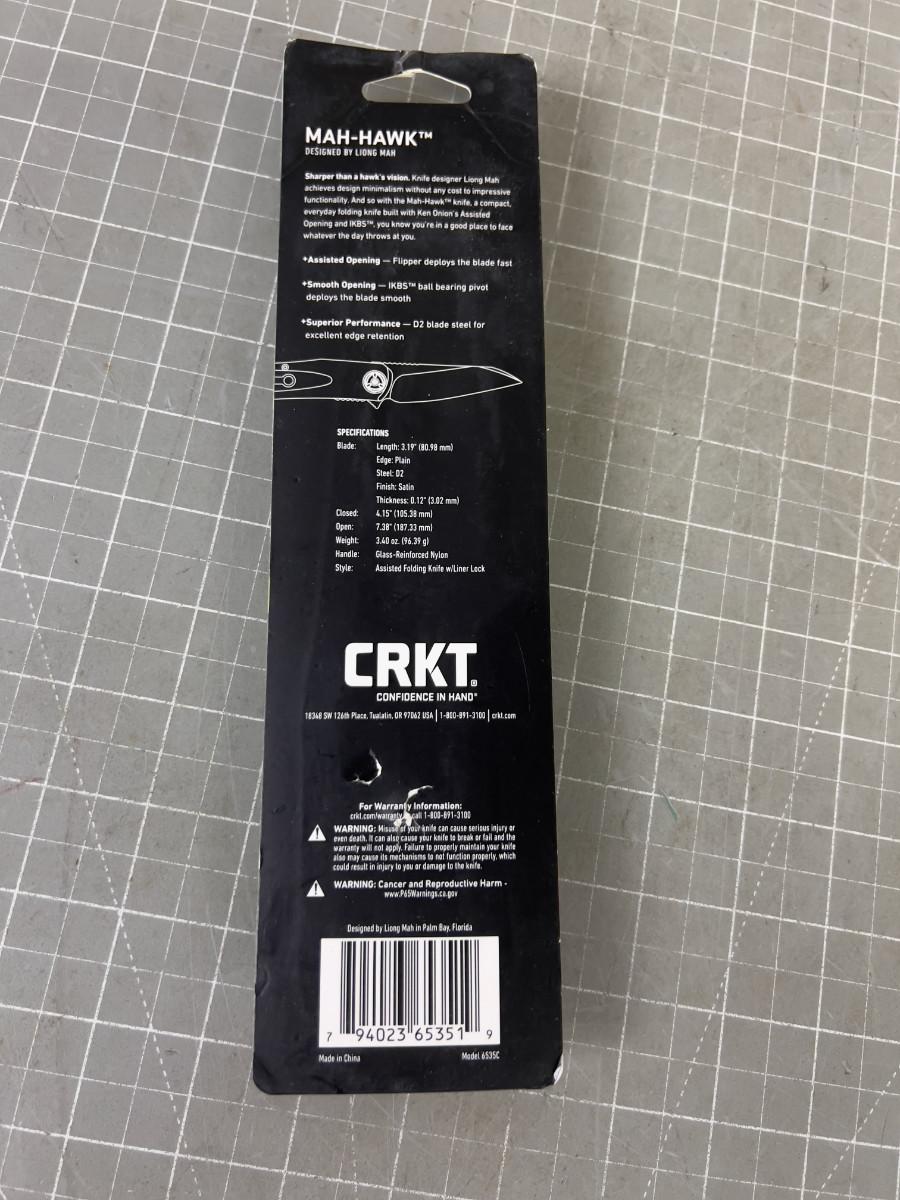 MAH-HAWK™
DESIGNED BY LIONG MAH
Sharper than a hawk's vision. Knife designer Liong Mah
achieves design minimalism without any cost to impressive
functionality. And so with the Mah-Hawk™ knife, a compact,
everyday folding knife built with Ken Onion's Assisted
Opening and IKBS™, you know you're in a good place to face
whatever the day throws at you.
+Assisted Opening — Flipper deploys the blade fast
+Smooth Opening — IKBS™ ball bearing pivot
deploys the blade smooth
+Superior Performance — D2 blade steel for
excellent edge retention
SPECIFICATIONS
Blade: Length: 3.19" (80.98 mm)
Edge: Plain
Steel: D2
Finish: Satin
Thickness: 0.12" (3.02 mm)
Closed: 4.15" (105.38 mm)
Open: 7.38" (187.33 mm)
Weight: 3.40 oz. (96.39 g)
Handle: Glass-Reinforced Nylon
Style: Assisted Folding Knife w/Liner Lock
CRKT®
CONFIDENCE IN HAND®
18348 SW 126th Place, Tualatin, OR 97062 USA | 1-800-891-3100 | crkt.com
For Warranty Information:
crkt.com/warranty call 1-800-891-3100
WARNING: Misuse of your knife can cause serious injury or
even death. It can also cause your knife to break or fail and the
warranty will not apply. Failure to properly maintain your knife
also may cause its mechanisms to not function properly, which
could result in injury to you or damage to the knife.
WARNING: Cancer and Reproductive Harm -
www.P65Warnings.ca.gov
Designed by Liong Mah in Palm Bay, Florida
7 94023 65351 9
Made in China Model 6535C